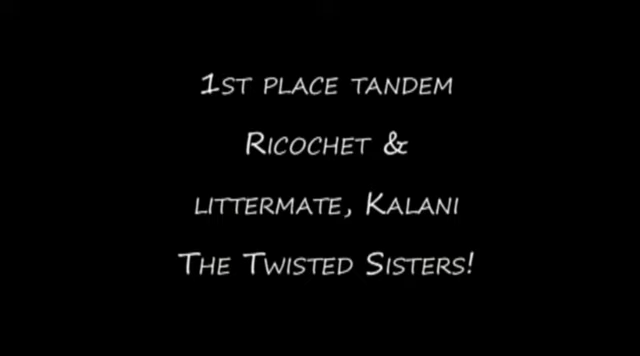 1ST PLACE TANDEM
RICOCHET &
LITTERMATE, KALANI
THE TWISTED SISTERS!